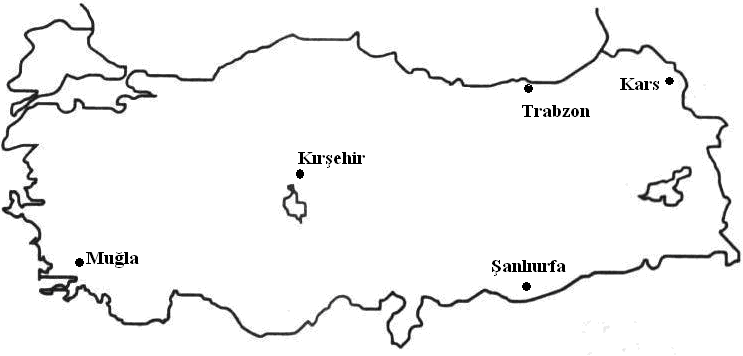 Kars
Trabzon
Kırşehir
Muğla
Şanlıurfa